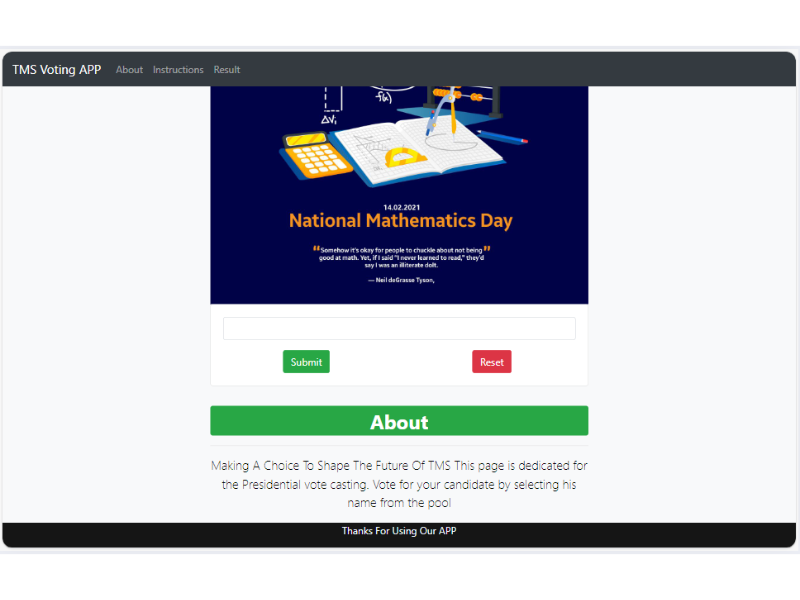 TMS Voting APP About Instructions Result
f(x)
ΔVᵢ
14.02.2021
National Mathematics Day
"Somehow it's okay for people to chuckle about not being"
good at math. Yet, if I said "I never learned to read," they'd
say I was an illiterate dolt.
— Neil deGrasse Tyson,
Submit Reset
About
Making A Choice To Shape The Future Of TMS This page is dedicated for
the Presidential vote casting. Vote for your candidate by selecting his
name from the pool
Thanks For Using Our APP